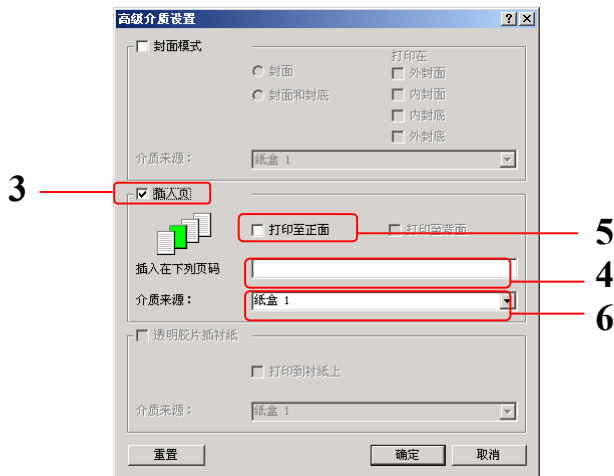 高级介质设置
封面模式
打印在
封面
外封面
封面和封底
内封面
内封底
外封底
介质来源：
纸盒 1
3
插入页
打印至正面
打印至背面
5
插入在下列页码
4
介质来源：
纸盒 1
6
透明胶片插衬纸
打印到衬纸上
介质来源：
纸盒 1
重置
确定
取消